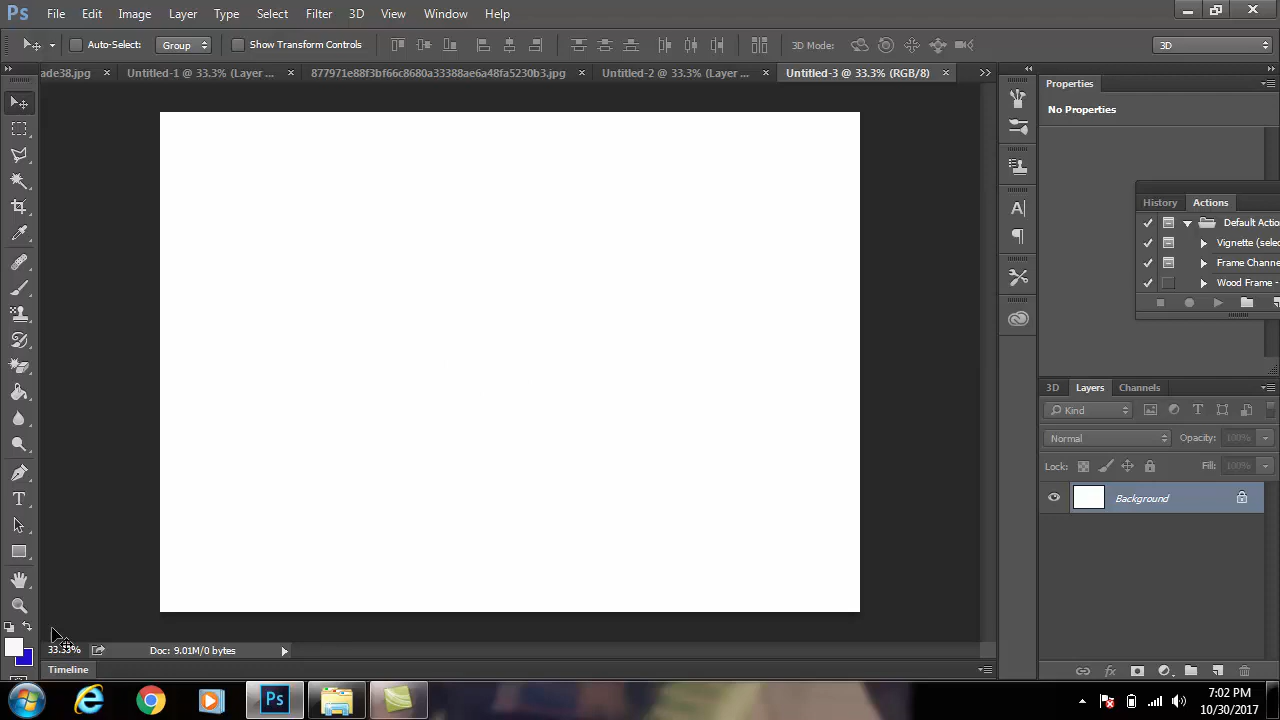 Ps File Edit Image Layer Type Select Filter 3D View Window Help
Auto-Select: Group Show Transform Controls 3D Mode: 3D
ade38.jpg × Untitled-1 @ 33.3% (Layer ... × 877971e88f3bf66c8680a33388ae6a48fa5230b3.jpg × Untitled-2 @ 33.3% (Layer ... × Untitled-3 @ 33.3% (RGB/8) ×
Properties
No Properties
History Actions
Default Actio
Vignette (selec
Frame Channe
Wood Frame -
3D Layers Channels
Kind
Normal Opacity: 100%
Lock: Fill: 100%
Background
33.33% Doc: 9.01M/0 bytes
Timeline
Ps
7:02 PM
10/30/2017